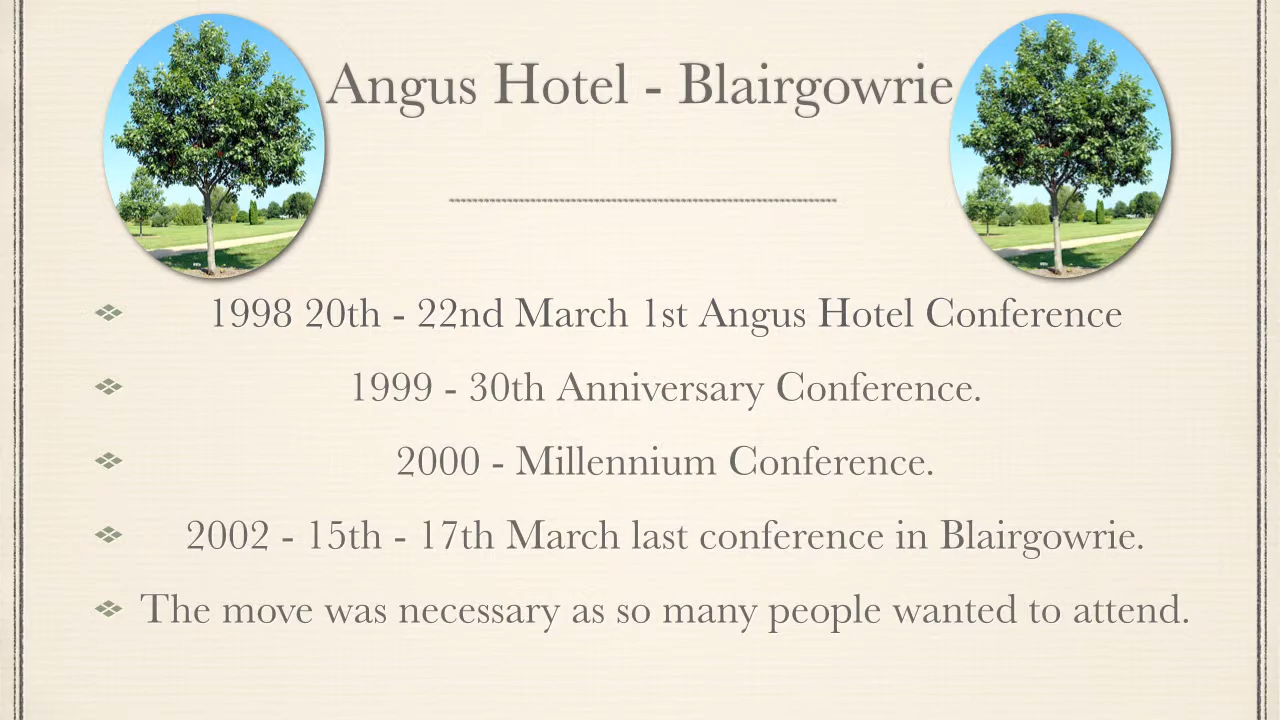 Angus Hotel - Blairgowrie
1998 20th - 22nd March 1st Angus Hotel Conference
1999 - 30th Anniversary Conference.
2000 - Millennium Conference.
2002 - 15th - 17th March last conference in Blairgowrie.
The move was necessary as so many people wanted to attend.